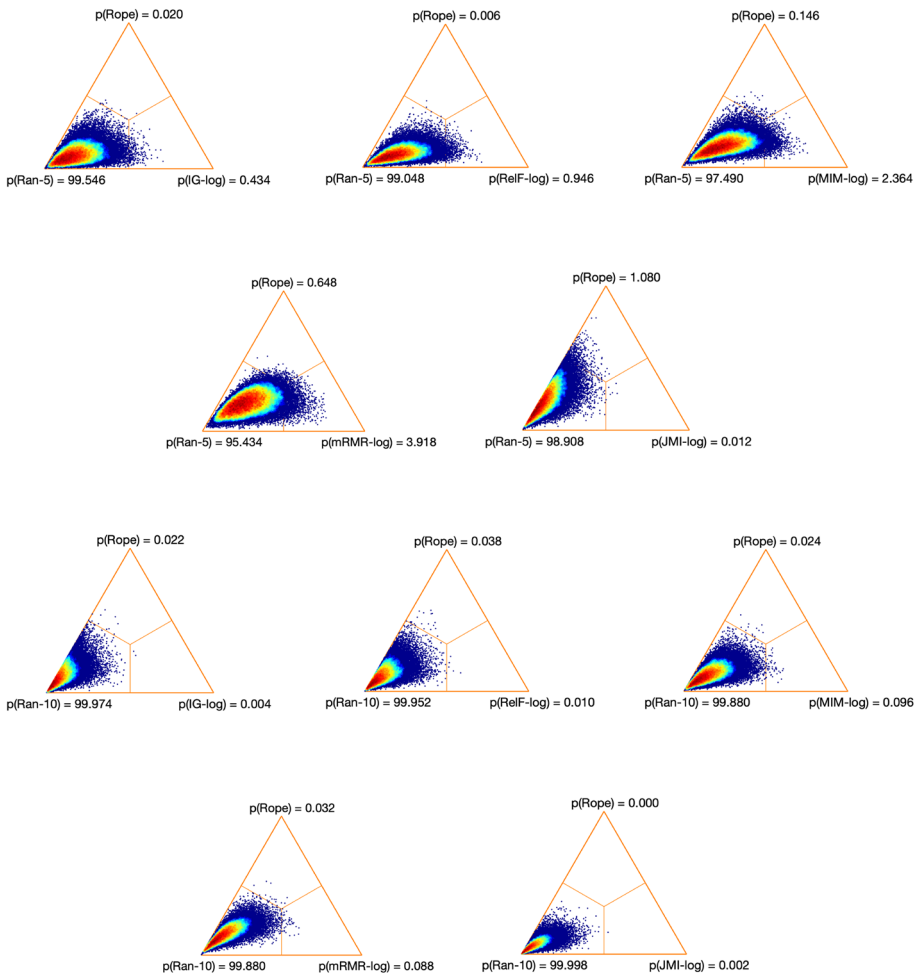 p(Rope) = 0.020
p(Rope) = 0.006
p(Rope) = 0.146
p(Ran-5) = 99.546
p(IG-log) = 0.434
p(Ran-5) = 99.048
p(RelF-log) = 0.946
p(Ran-5) = 97.490
p(MIM-log) = 2.364
p(Rope) = 0.648
p(Rope) = 1.080
p(Ran-5) = 95.434
p(mRMR-log) = 3.918
p(Ran-5) = 98.908
p(JMI-log) = 0.012
p(Rope) = 0.022
p(Rope) = 0.038
p(Rope) = 0.024
p(Ran-10) = 99.974
p(IG-log) = 0.004
p(Ran-10) = 99.952
p(RelF-log) = 0.010
p(Ran-10) = 99.880
p(MIM-log) = 0.096
p(Rope) = 0.032
p(Rope) = 0.000
p(Ran-10) = 99.880
p(mRMR-log) = 0.088
p(Ran-10) = 99.998
p(JMI-log) = 0.002